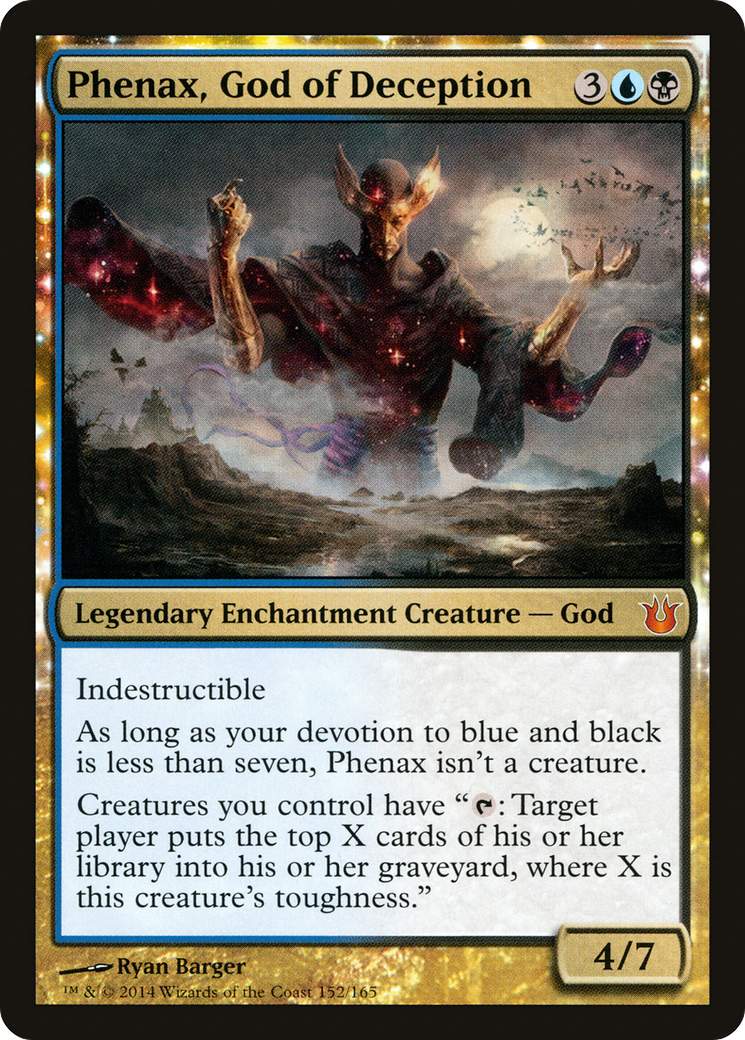 Phenax, God of Deception 3
Legendary Enchantment Creature — God
Indestructible
As long as your devotion to blue and black
is less than seven, Phenax isn't a creature.
Creatures you control have “: Target
player puts the top X cards of his or her
library into his or her graveyard, where X is
this creature's toughness.”
4/7
Ryan Barger
™ & © 2014 Wizards of the Coast 152/165